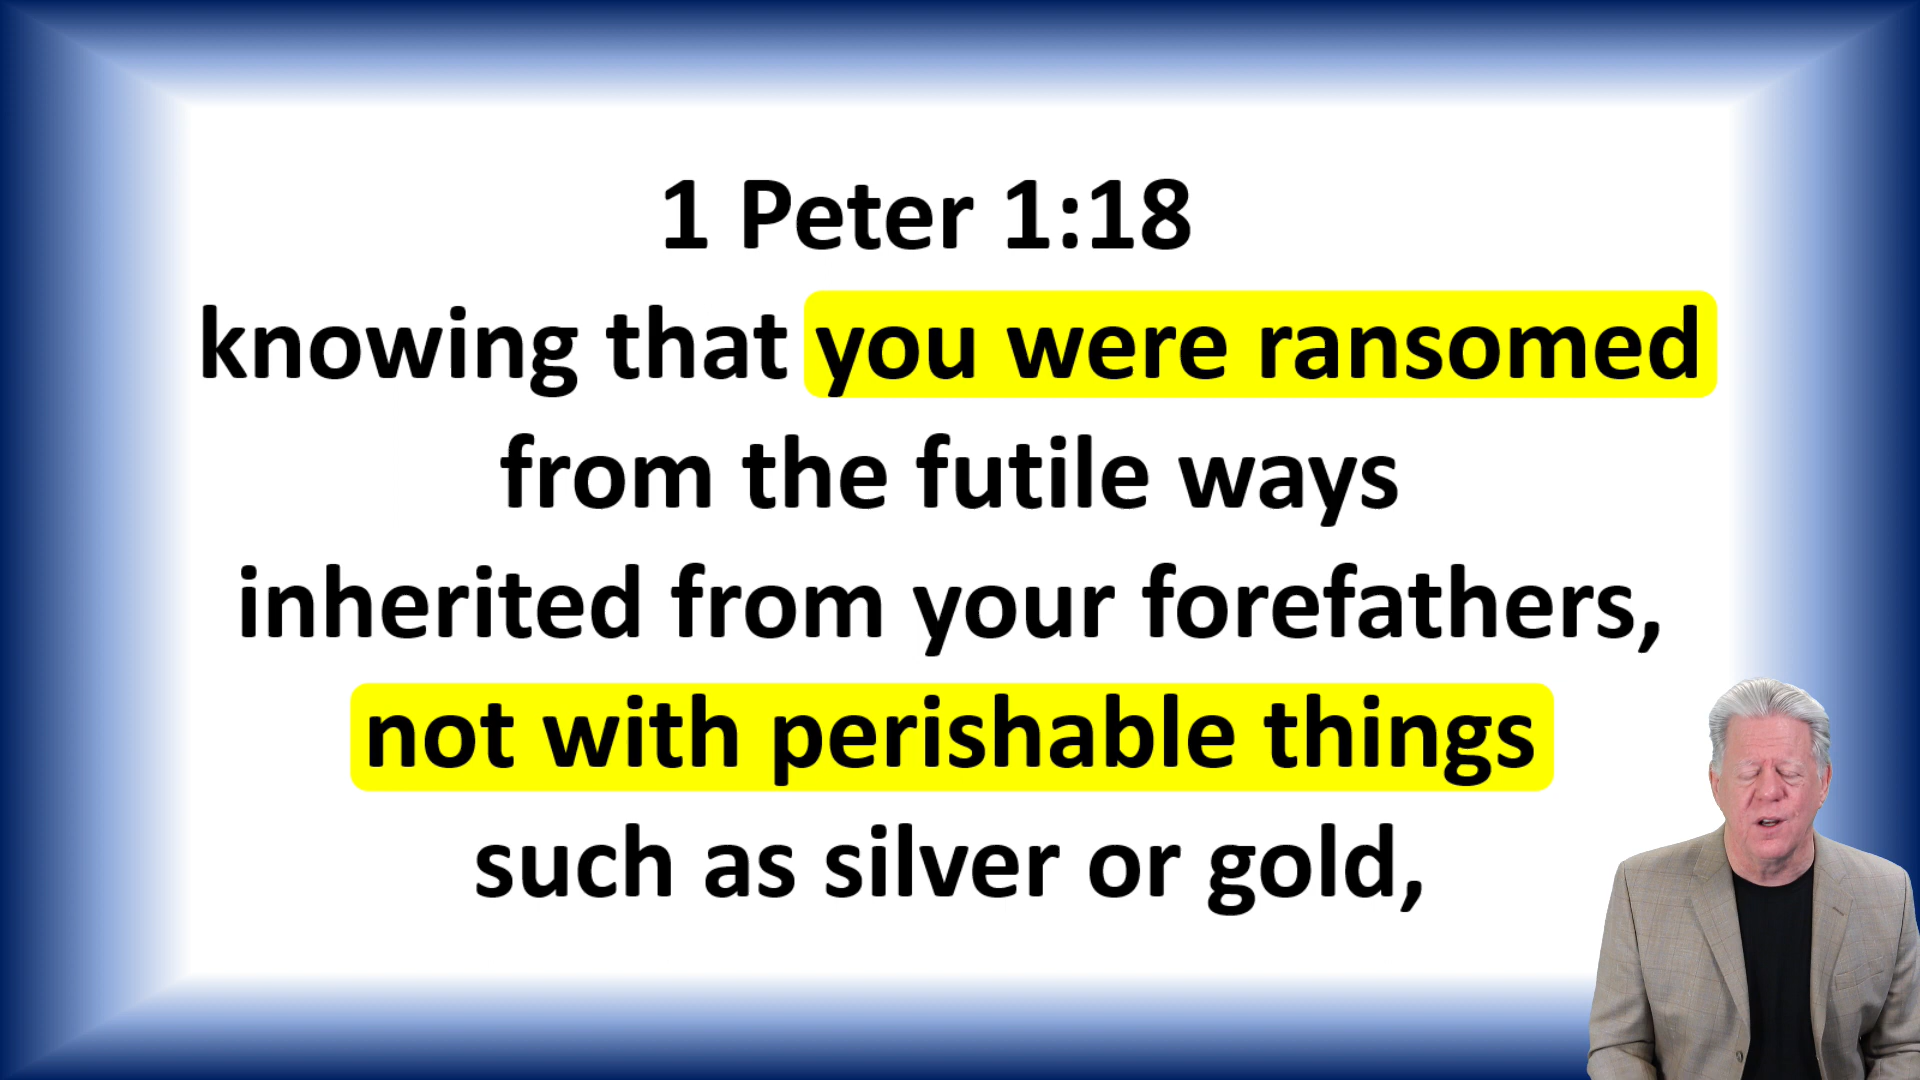 1 Peter 1:18
knowing that you were ransomed
from the futile ways
inherited from your forefathers,
not with perishable things
such as silver or gold,